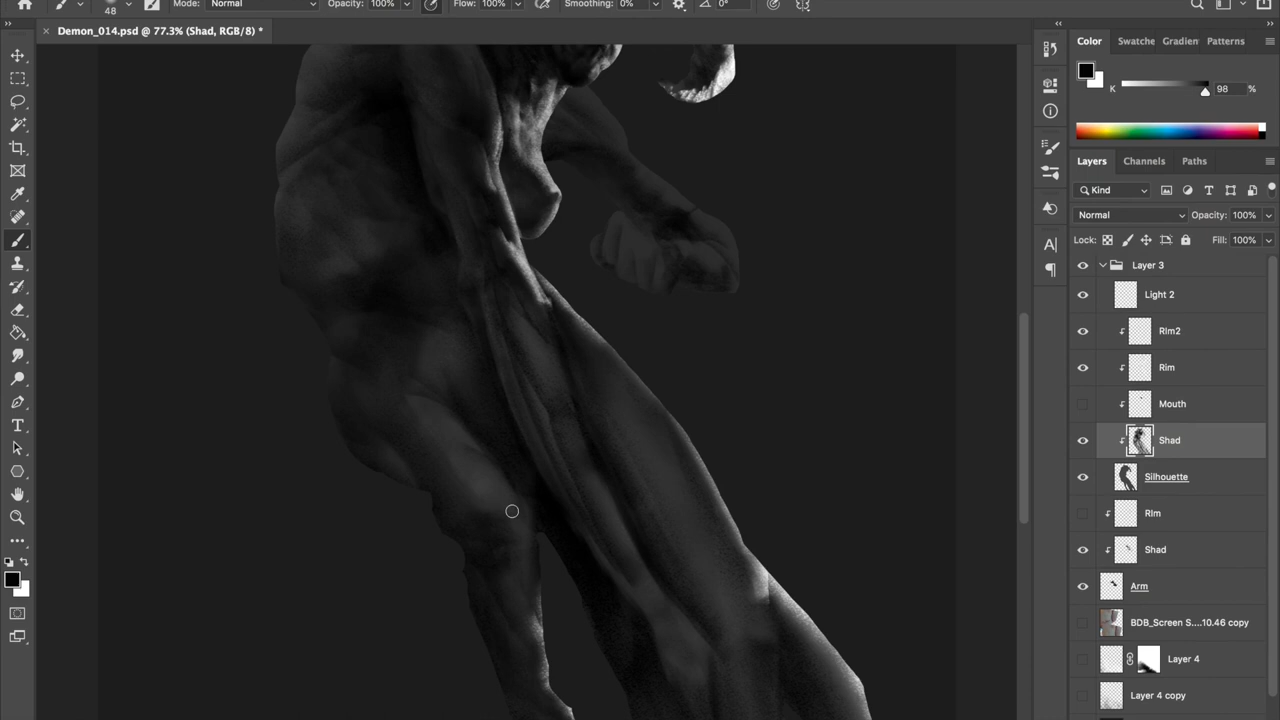 48
Mode:
Normal
Opacity:
100%
Flow:
100%
Smoothing:
0%
0°
Demon_014.psd @ 77.3% (Shad, RGB/8) *
Color
Swatche
Gradien
Patterns
K
98
%
Layers
Channels
Paths
Kind
Normal
Opacity:
100%
Lock:
Fill:
100%
Layer 3
Light 2
RIm2
Rim
Mouth
Shad
Silhouette
RIm
Shad
Arm
BDB_Screen S....10.46 copy
Layer 4
Layer 4 copy